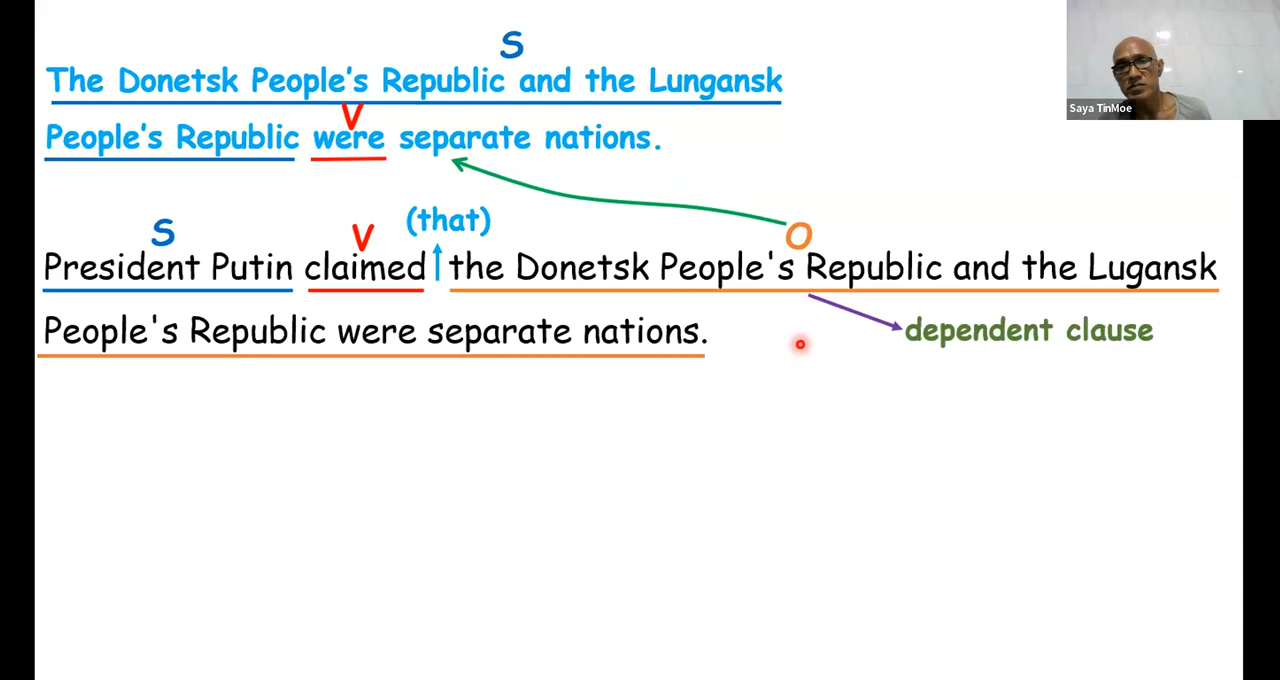 S
The Donetsk People's Republic and the Lungansk
V
People's Republic were separate nations.
(that)
S V O
President Putin claimed the Donetsk People's Republic and the Lugansk
People's Republic were separate nations.
dependent clause
Saya TinMoe